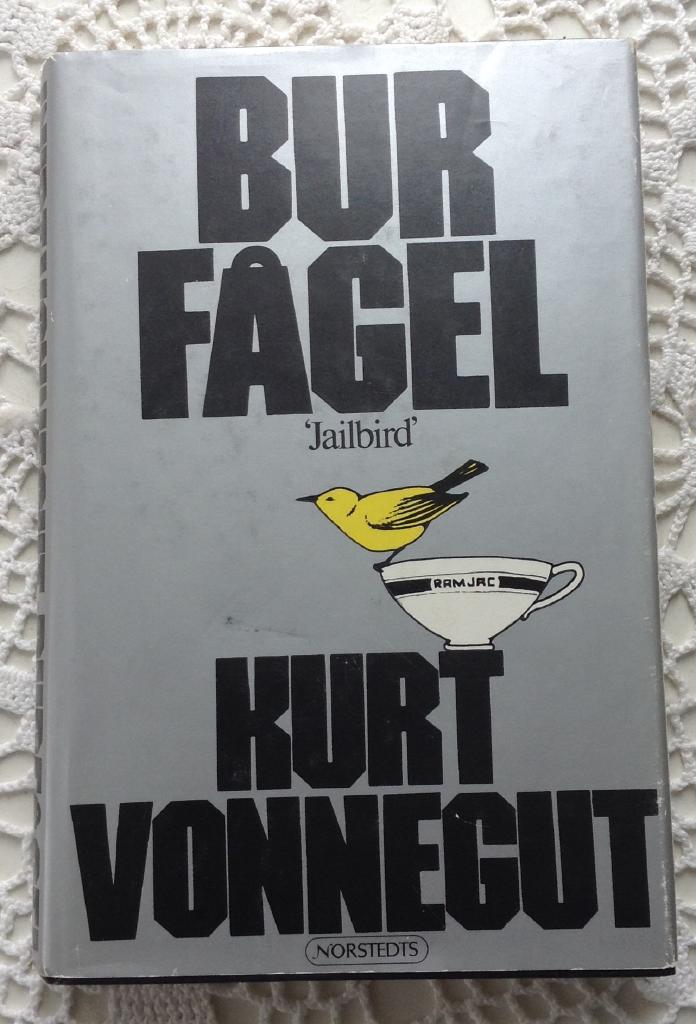 BUR
FÅGEL
'Jailbird'
RAMJAC
KURT
VONNEGUT
NORSTEDTS